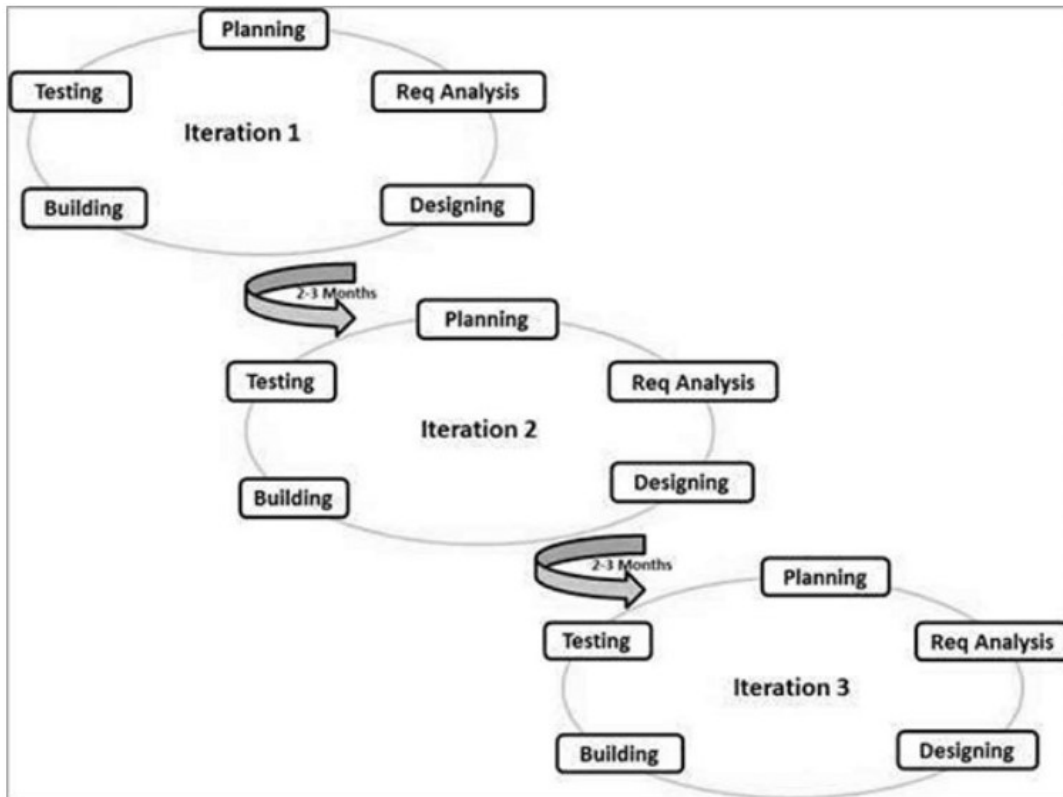 Planning
Testing
Req Analysis
Iteration 1
Building
Designing
2-3 Months
Planning
Testing
Req Analysis
Iteration 2
Building
Designing
2-3 Months
Planning
Testing
Req Analysis
Iteration 3
Building
Designing